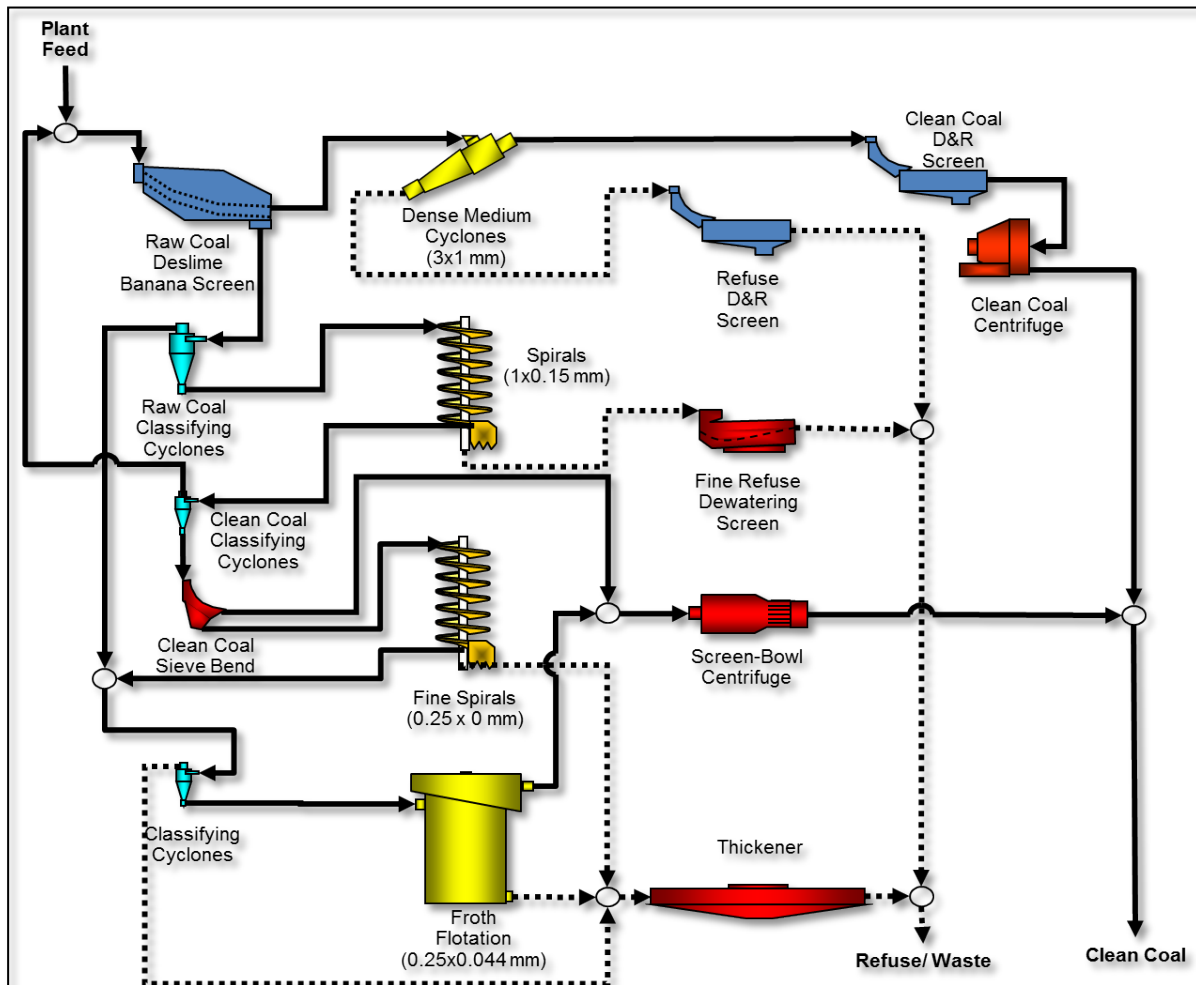 Plant
Feed
Clean Coal
D&R
Screen
Dense Medium
Cyclones
(3x1 mm)
Raw Coal
Deslime
Banana Screen
Refuse
D&R
Screen
Clean Coal
Centrifuge
Spirals
(1x0.15 mm)
Raw Coal
Classifying
Cyclones
Fine Refuse
Dewatering
Screen
Clean Coal
Classifying
Cyclones
Clean Coal
Sieve Bend
Screen-Bowl
Centrifuge
Fine Spirals
(0.25 x 0 mm)
Classifying
Cyclones
Thickener
Froth
Flotation
(0.25x0.044 mm)
Refuse/ Waste
Clean Coal